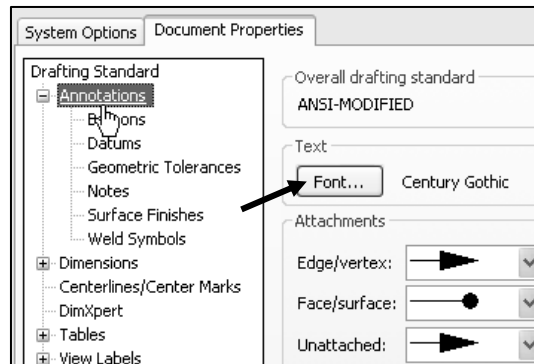 System Options
Document Properties
Drafting Standard
Annotations
Datums
Geometric Tolerances
Notes
Surface Finishes
Weld Symbols
Dimensions
Centerlines/Center Marks
DimXpert
Tables
View Labels
Overall drafting standard
ANSI-MODIFIED
Text
Font...
Century Gothic
Attachments
Edge/vertex:
Face/surface:
Unattached: